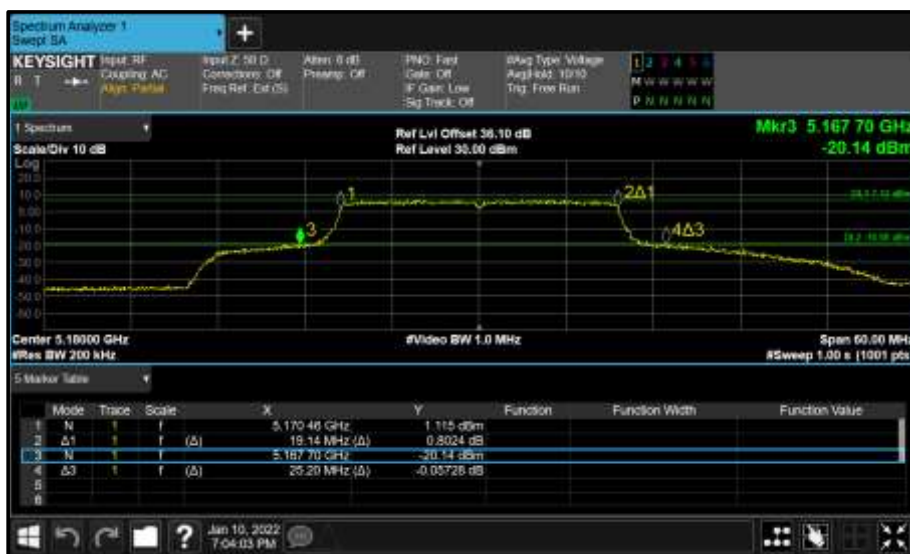 Spectrum Analyzer 1
Swept SA
KEYSIGHT
R T
Input: RF
Coupling: AC
Align: Partial
Input Z: 50 Ω
Corrections: Off
Freq Ref: Ext (S)
Atten: 6 dB
Preamp: Off
PNO: Fast
Gate: Off
IF Gain: Low
Sig Track: Off
#Avg Type: Voltage
Avg|Hold: 10/10
Trig: Free Run
1 2 3 4 5 6
M W W W W W
P N N N N N
1 Spectrum
Scale/Div 10 dB
Ref Lvl Offset 36.10 dB
Ref Level 30.00 dBm
Mkr3 5.167 70 GHz
-20.14 dBm
Log
20.0
10.0
0.00
-10.0
-20.0
-30.0
-40.0
-50.0
-60.0
1
2Δ1
3
4Δ3
Center 5.18000 GHz
#Res BW 200 kHz
#Video BW 1.0 MHz
Span 60.00 MHz
#Sweep 1.00 s (1001 pts
5 Marker Table
Mode Trace Scale X Y Function Function Width Function Value
1 N 1 f 5.170 46 GHz 1.115 dBm
2 Δ1 1 f (Δ) 19.14 MHz (Δ) 0.8024 dB
3 N 1 f 5.167 70 GHz -20.14 dBm
4 Δ3 1 f (Δ) 25.20 MHz (Δ) -0.05728 dB
5
6
Jan 10, 2022
7:04:03 PM